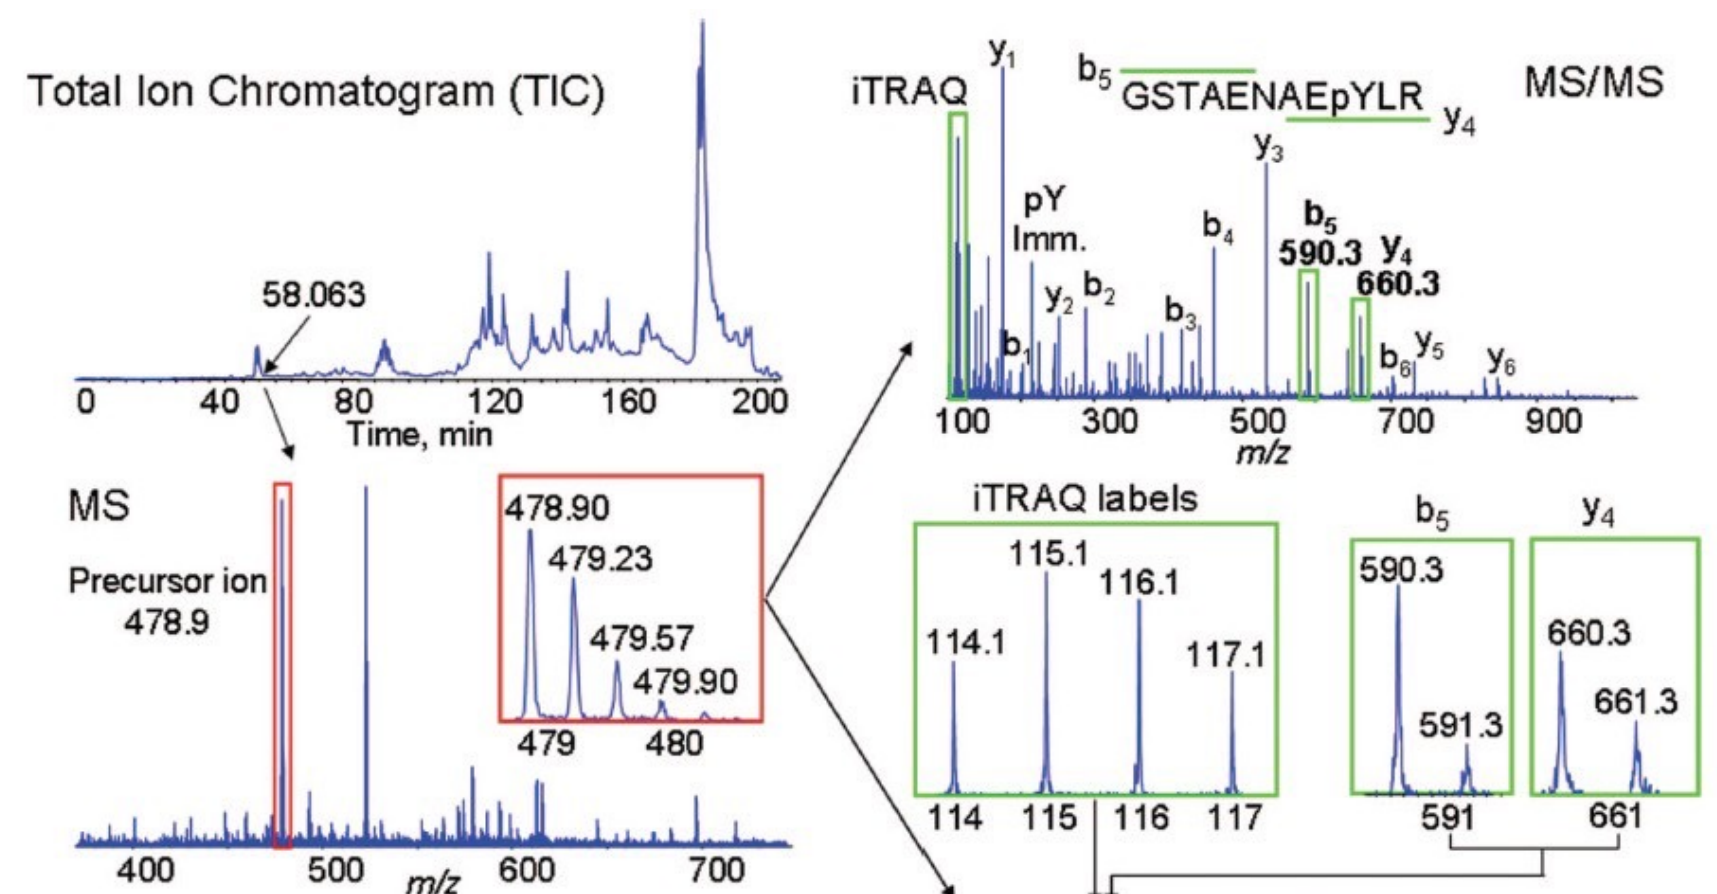 Total Ion Chromatogram (TIC)
58.063
0 40 80 120 160 200
Time, min
MS
Precursor ion
478.9
478.90
479.23
479.57
479.90
479 480
400 500 600 700
m/z
iTRAQ
y1
b5
GSTAENAEpYLR
y4
MS/MS
pY
Imm.
b1
y2
b2
b3
b4
y3
b5
590.3
y4
660.3
b6
y5
y6
100 300 500 700 900
m/z
iTRAQ labels
114.1
115.1
116.1
117.1
114 115 116 117
b5
590.3
591.3
591
y4
660.3
661.3
661